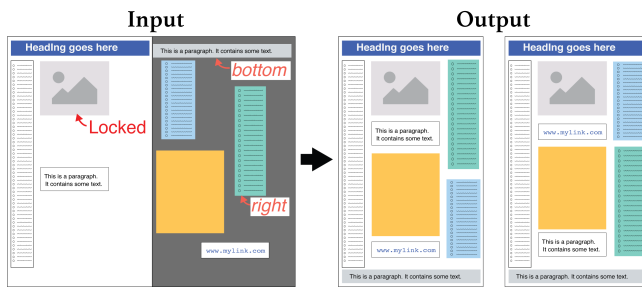 Input
Output
Heading goes here
This is a paragraph. It contains some text.
bottom
Locked
This is a paragraph.
It contains some text.
right
www.mylink.com
Heading goes here
This is a paragraph.
It contains some text.
www.mylink.com
This is a paragraph. It contains some text.
Heading goes here
www.mylink.com
This is a paragraph.
It contains some text.
This is a paragraph. It contains some text.